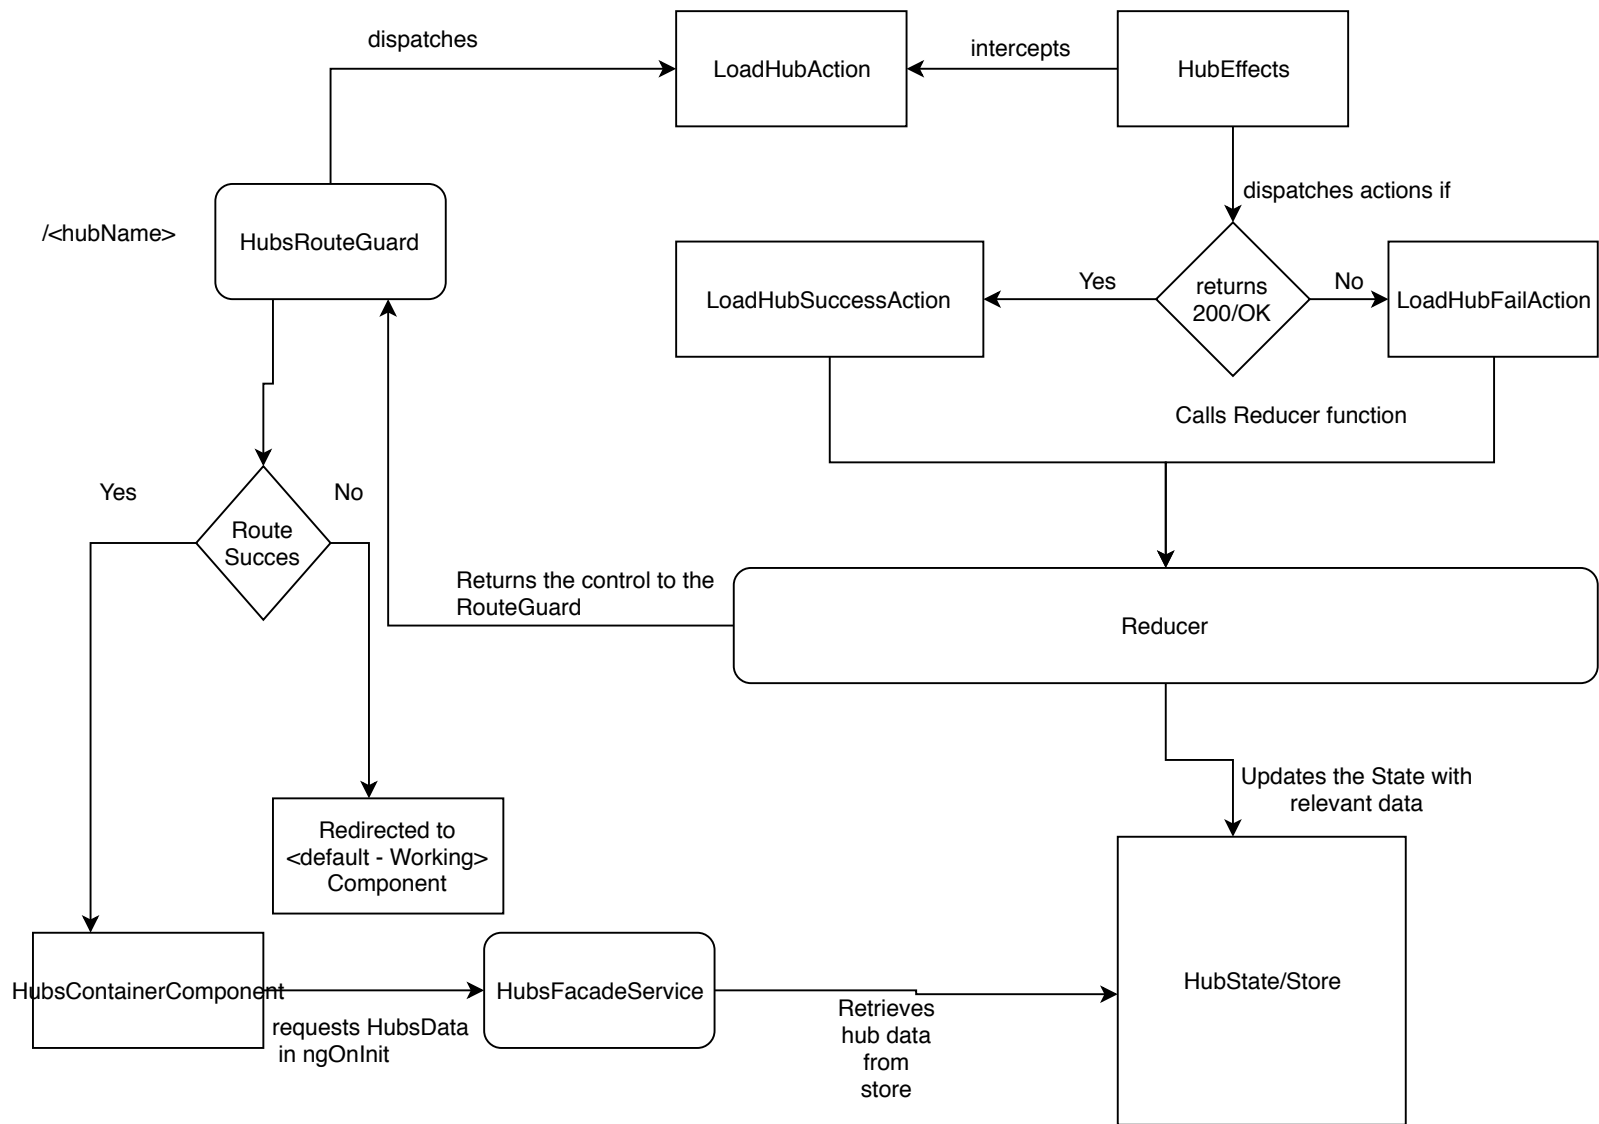 dispatches
LoadHubAction
intercepts
HubEffects
dispatches actions if
/<hubName>
HubsRouteGuard
LoadHubSuccessAction
Yes
returns
200/OK
No
LoadHubFailAction
Calls Reducer function
Yes
No
Route
Succes
Returns the control to the
RouteGuard
Reducer
Updates the State with
relevant data
Redirected to
<default - Working>
Component
HubsContainerComponent
requests HubsData
in ngOnInit
HubsFacadeService
Retrieves
hub data
from
store
HubState/Store